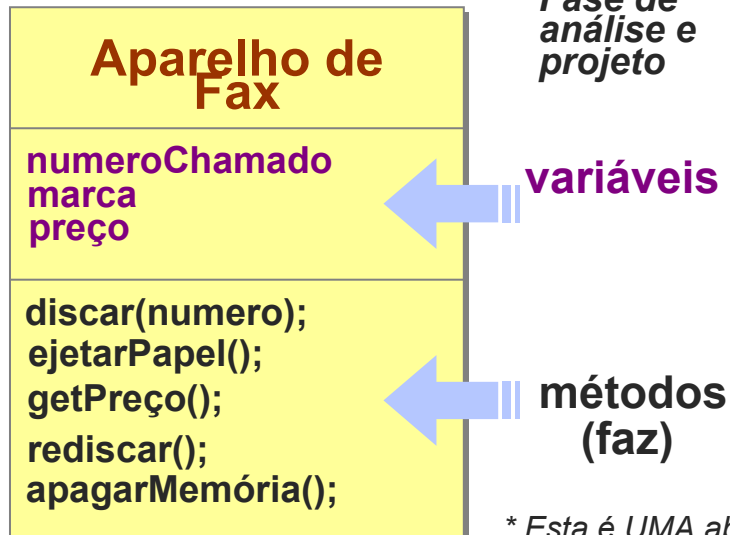 Fase de
análise e
projeto
Aparelho de
Fax
numeroChamado
marca
preço
variáveis
discar(numero);
ejetarPapel();
getPreço();
rediscar();
apagarMemória();
métodos
(faz)
* Esta é UMA